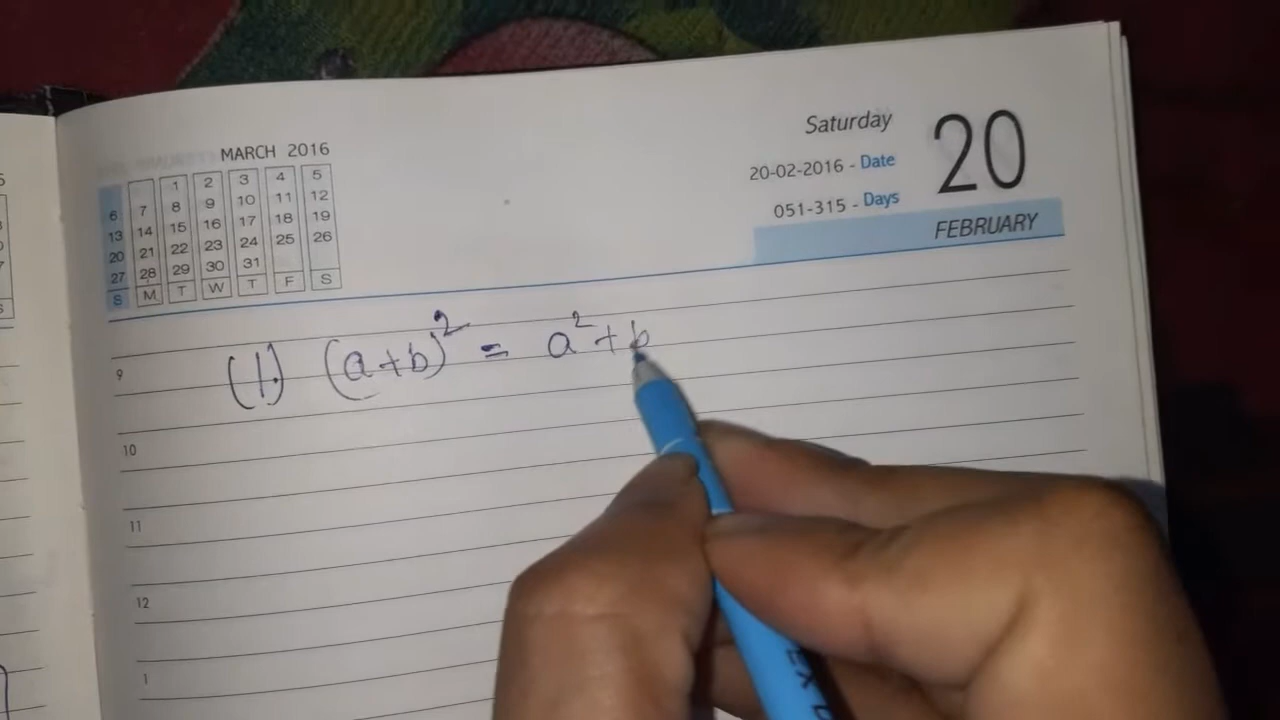 MARCH 2016
1 2 3 4 5
6 7 8 9 10 11 12
13 14 15 16 17 18 19
20 21 22 23 24 25 26
27 28 29 30 31
S M T W T F S
Saturday
20-02-2016 - Date
051-315 - Days
20
FEBRUARY
(1.) (a+b)² = a² + b
9
10
11
12
1